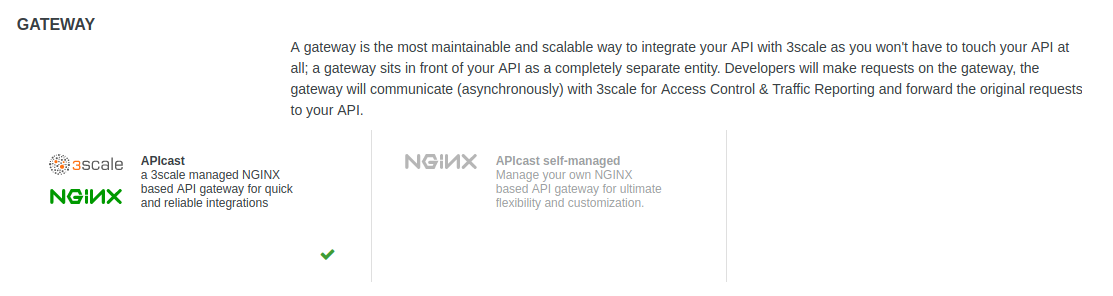 GATEWAY
A gateway is the most maintainable and scalable way to integrate your API with 3scale as you won't have to touch your API at
all; a gateway sits in front of your API as a completely separate entity. Developers will make requests on the gateway, the
gateway will communicate (asynchronously) with 3scale for Access Control & Traffic Reporting and forward the original requests
to your API.
3scale
NGINX
APIcast
a 3scale managed NGINX
based API gateway for quick
and reliable integrations
NGINX
APIcast self-managed
Manage your own NGINX
based API gateway for ultimate
flexibility and customization.